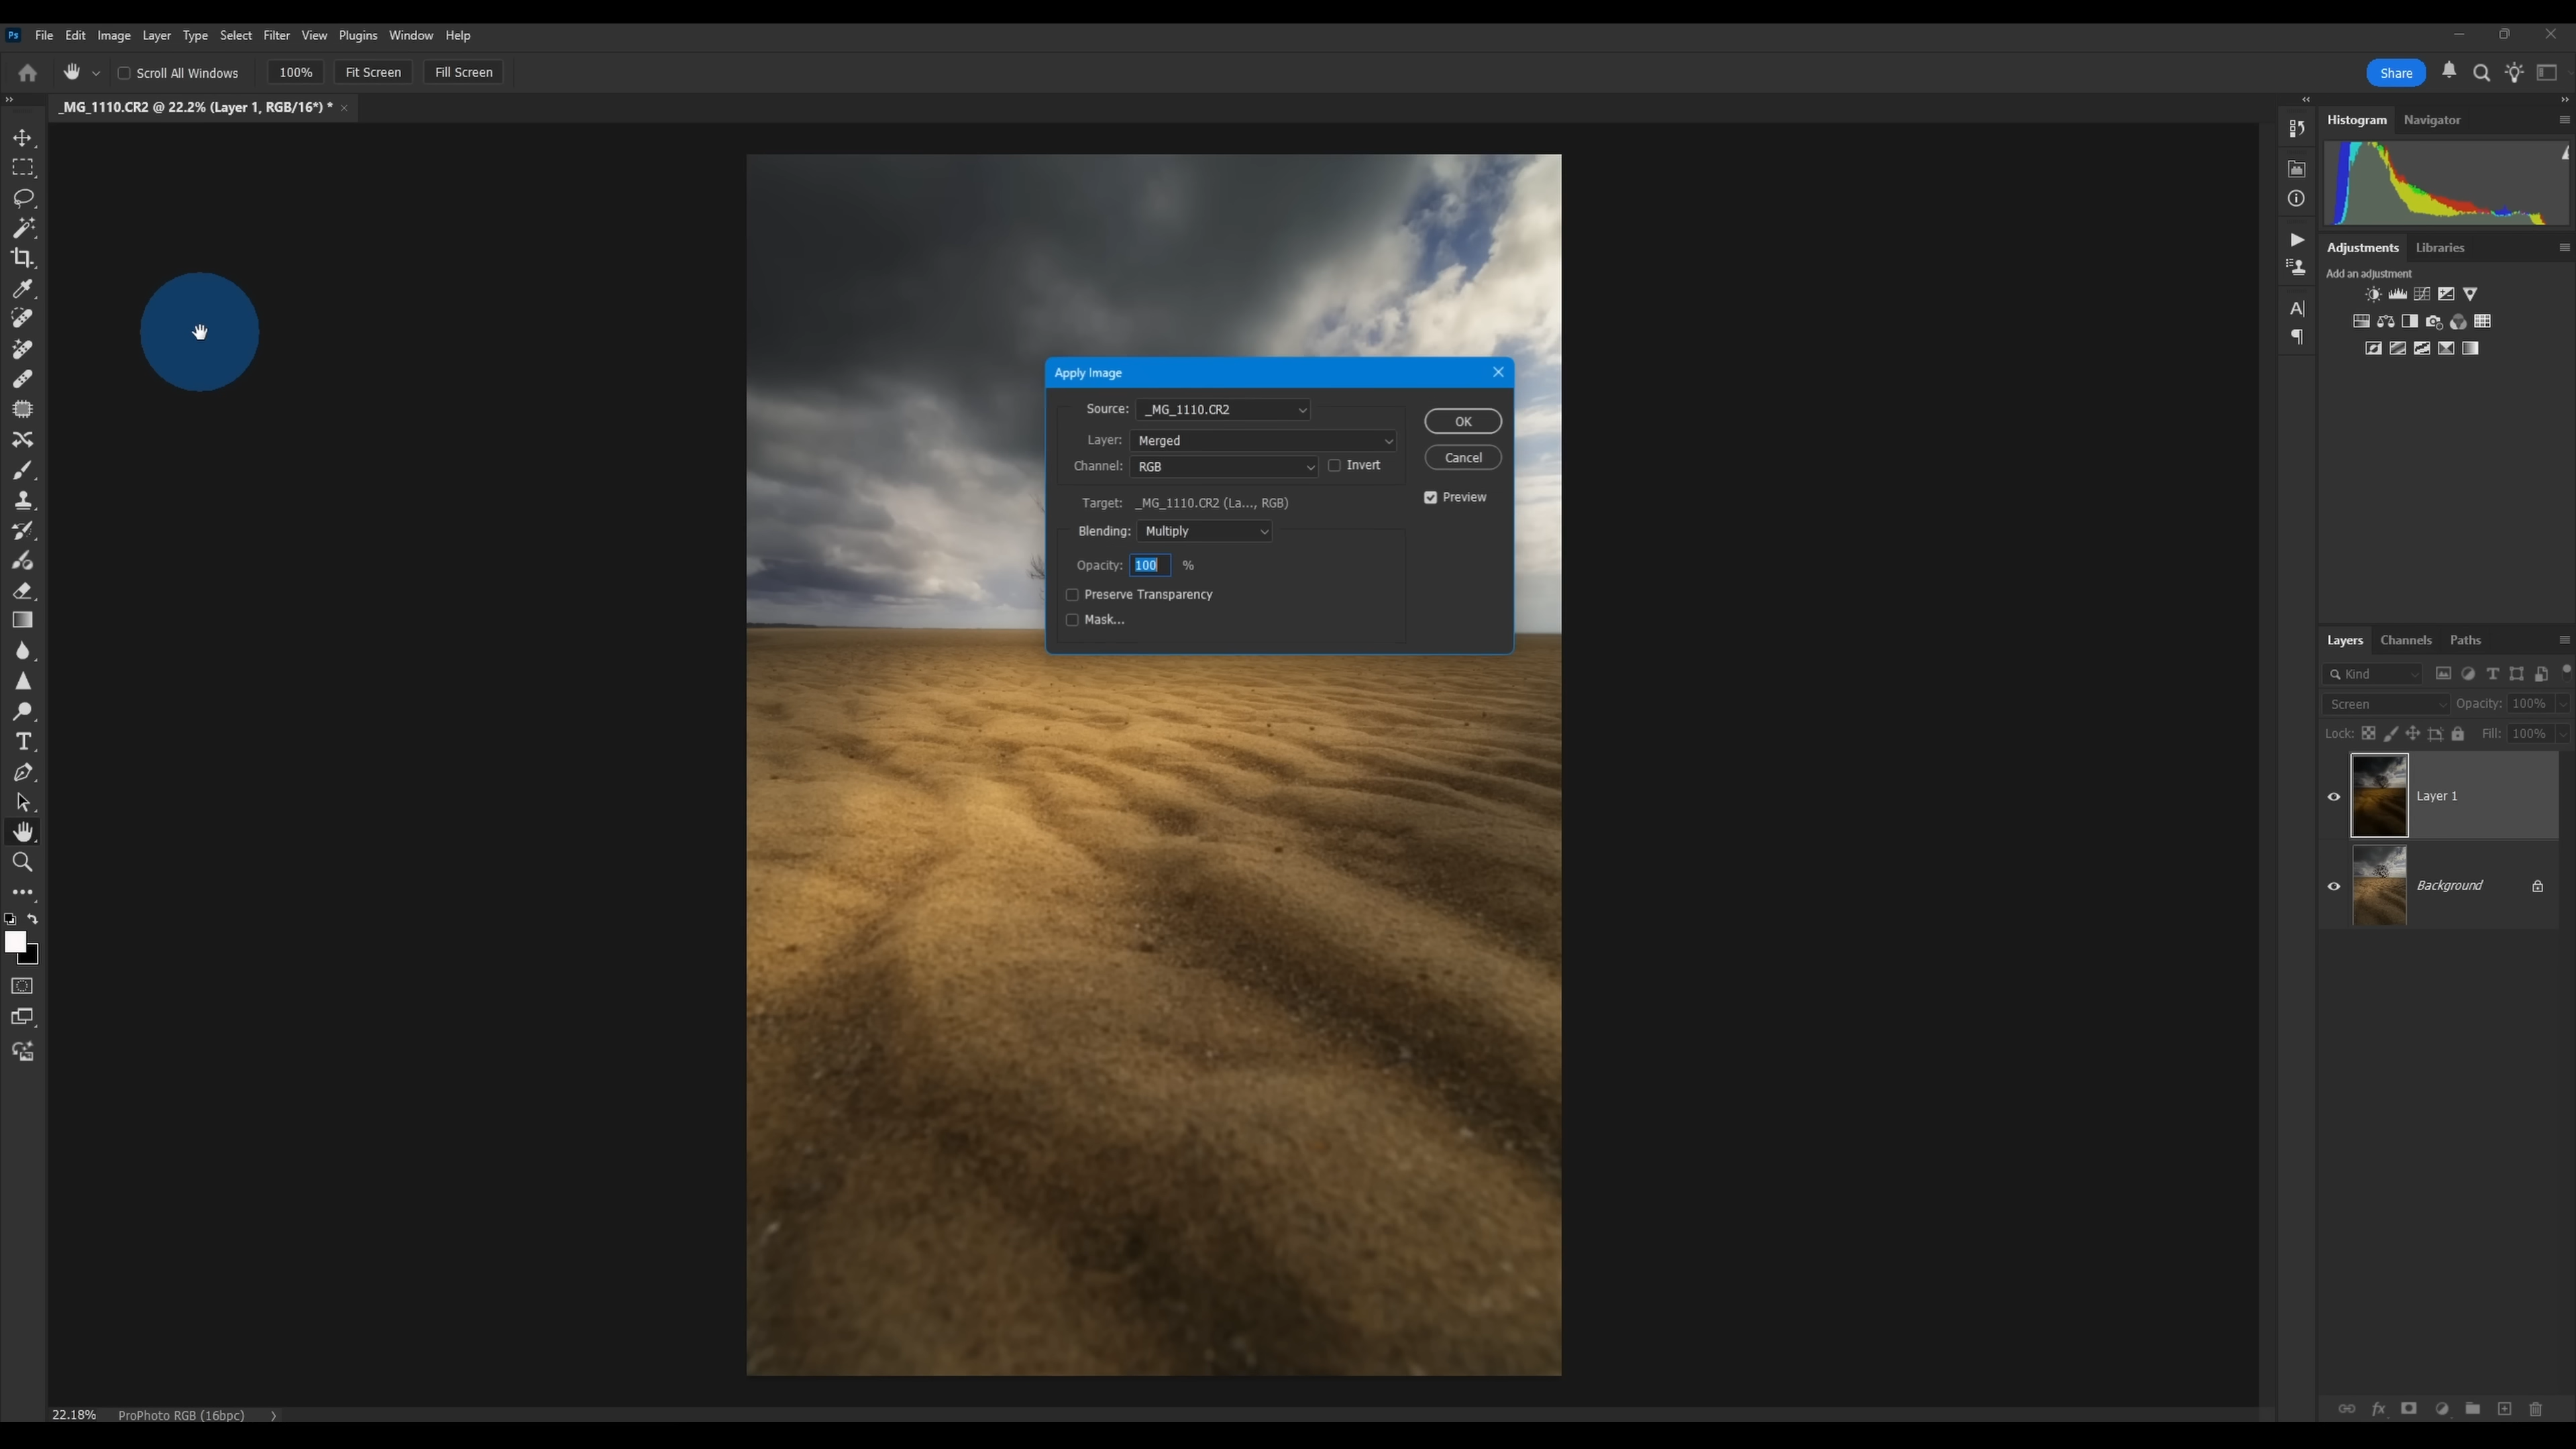 Ps File Edit Image Layer Type Select Filter View Plugins Window Help
Scroll All Windows 100% Fit Screen Fill Screen Share
_MG_1110.CR2 @ 22.2% (Layer 1, RGB/16*) * ×
Histogram Navigator
Adjustments Libraries
Add an adjustment
Apply Image
Source: _MG_1110.CR2 OK
Layer: Merged
Channel: RGB Invert Cancel
Target: _MG_1110.CR2 (La..., RGB) Preview
Blending: Multiply
Opacity: 100 %
Preserve Transparency
Mask...
Layers Channels Paths
Kind
Screen Opacity: 100%
Lock: Fill: 100%
Layer 1
Background
22.18% ProPhoto RGB (16bpc)